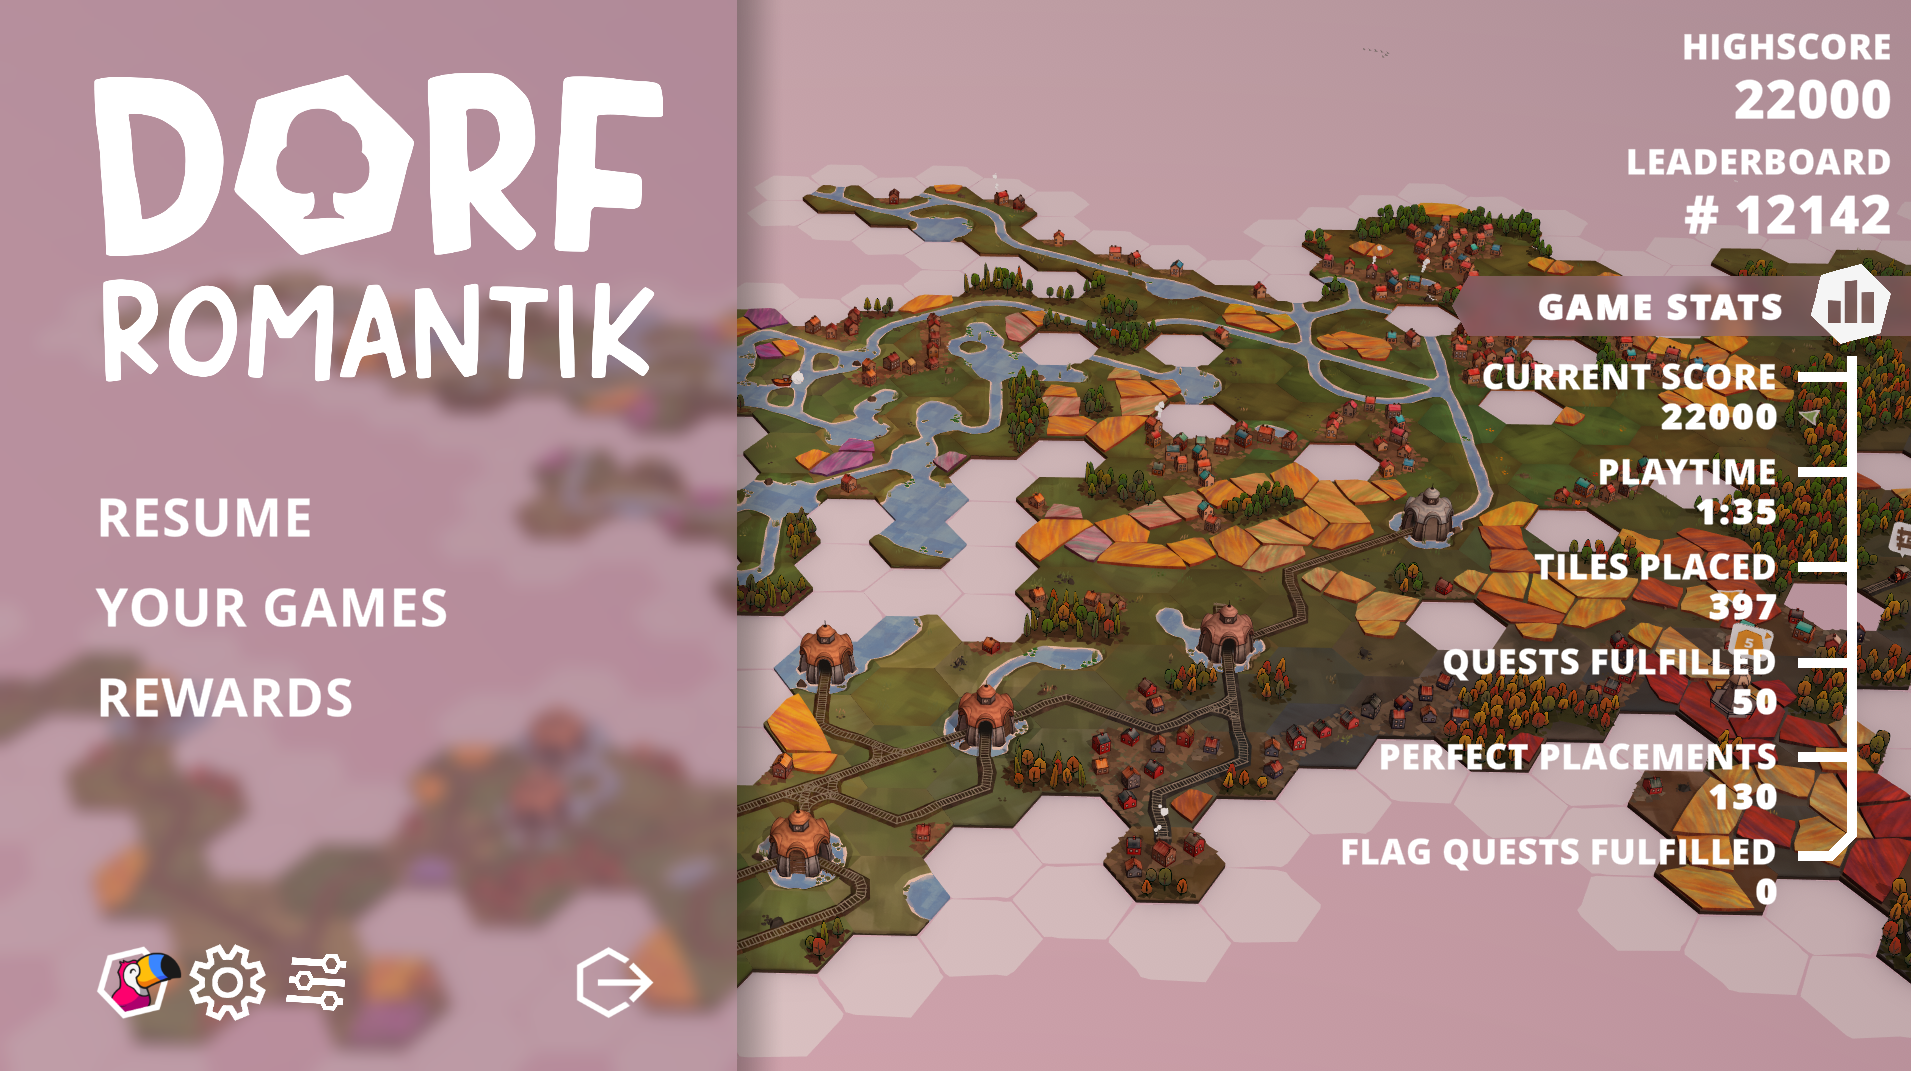 DORF
ROMANTIK
RESUME
YOUR GAMES
REWARDS
HIGHSCORE
22000
LEADERBOARD
# 12142
GAME STATS
CURRENT SCORE
22000
PLAYTIME
1:35
TILES PLACED
397
QUESTS FULFILLED
50
PERFECT PLACEMENTS
130
FLAG QUESTS FULFILLED
0
5